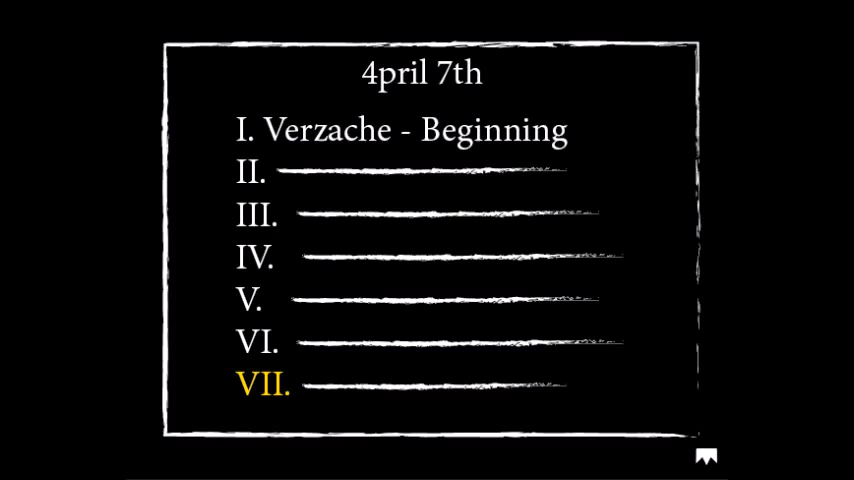 4pril 7th
I. Verzache - Beginning
II.
III.
IV.
V.
VI.
VII.